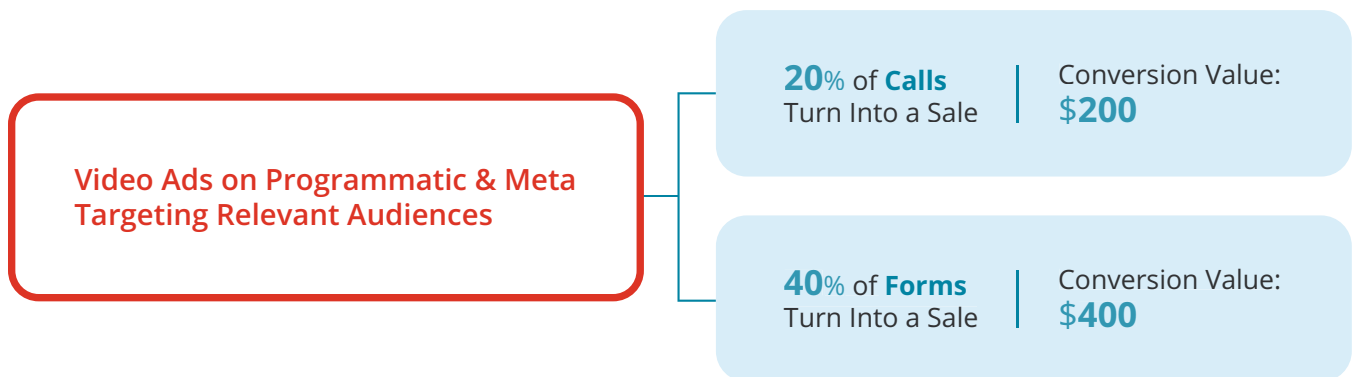 Video Ads on Programmatic & Meta
Targeting Relevant Audiences
20% of Calls
Turn Into a Sale
Conversion Value:
$200
40% of Forms
Turn Into a Sale
Conversion Value:
$400